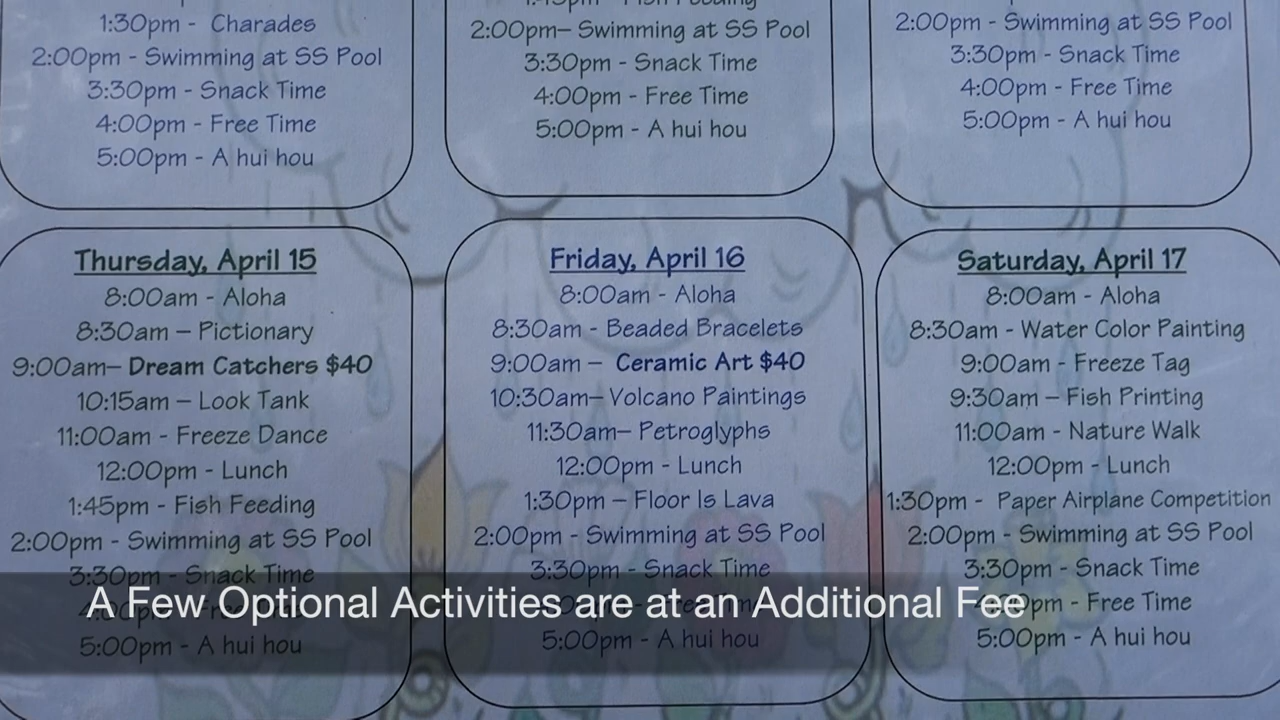 1:30pm - Charades
2:00pm - Swimming at SS Pool
3:30pm - Snack Time
4:00pm - Free Time
5:00pm - A hui hou
1:45pm - Fish Feeding
2:00pm– Swimming at SS Pool
3:30pm - Snack Time
4:00pm - Free Time
5:00pm - A hui hou
2:00pm - Swimming at SS Pool
3:30pm - Snack Time
4:00pm - Free Time
5:00pm - A hui hou
Thursday, April 15
8:00am - Aloha
8:30am – Pictionary
9:00am– Dream Catchers $40
10:15am – Look Tank
11:00am - Freeze Dance
12:00pm - Lunch
1:45pm - Fish Feeding
2:00pm - Swimming at SS Pool
3:30pm - Snack Time
5:00pm - A hui hou
Friday, April 16
8:00am - Aloha
8:30am - Beaded Bracelets
9:00am – Ceramic Art $40
10:30am– Volcano Paintings
11:30am– Petroglyphs
12:00pm - Lunch
1:30pm – Floor Is Lava
2:00pm - Swimming at SS Pool
3:30pm - Snack Time
5:00pm - A hui hou
Saturday, April 17
8:00am - Aloha
8:30am - Water Color Painting
9:00am - Freeze Tag
9:30am – Fish Printing
11:00am - Nature Walk
12:00pm - Lunch
1:30pm - Paper Airplane Competition
2:00pm - Swimming at SS Pool
3:30pm - Snack Time
- Free Time
5:00pm - A hui hou
A Few Optional Activities are at an Additional Fee